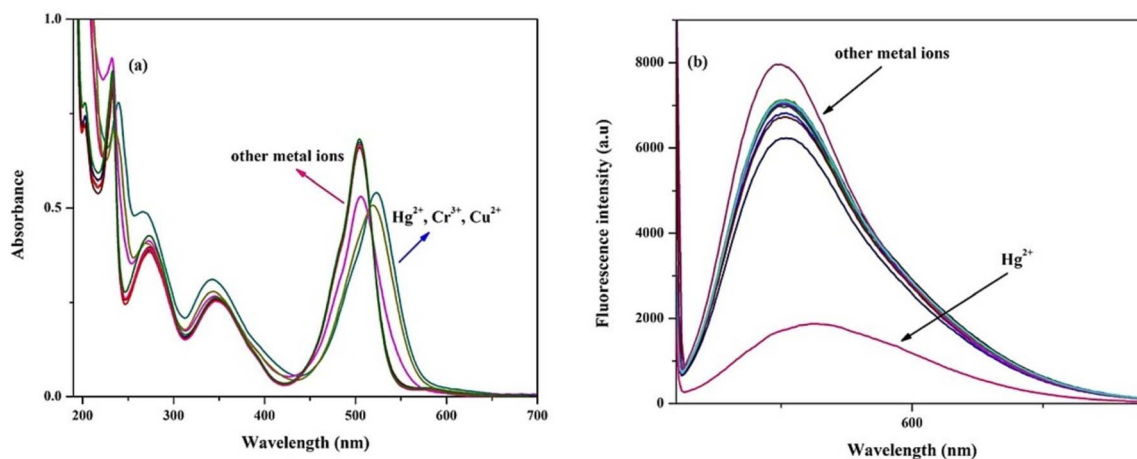 (a)
other metal ions
Hg²⁺, Cr³⁺, Cu²⁺
Absorbance
1.0
0.5
0.0
200 300 400 500 600 700
Wavelength (nm)
(b)
other metal ions
Hg²⁺
Fluorescence intensity (a.u)
8000
6000
4000
2000
0
600
Wavelength (nm)